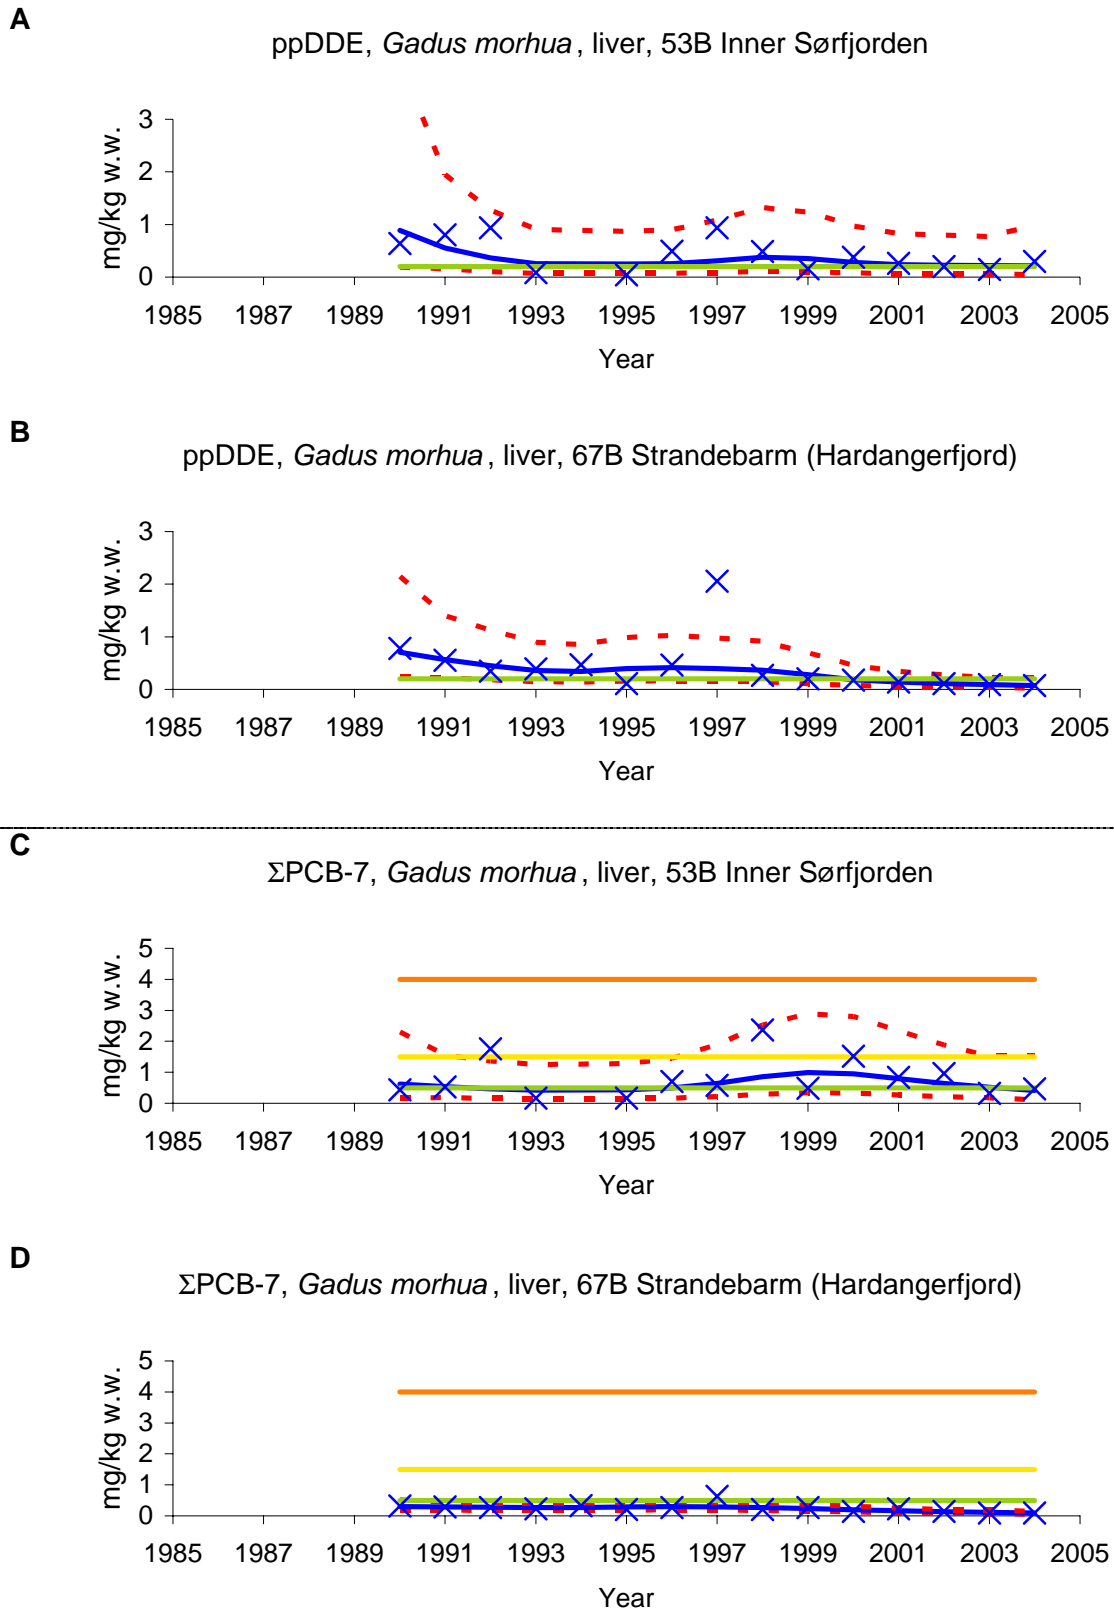 A
ppDDE, Gadus morhua, liver, 53B Inner Sørfjorden
mg/kg w.w.
3
2
1
0
1985 1987 1989 1991 1993 1995 1997 1999 2001 2003 2005
Year
B
ppDDE, Gadus morhua, liver, 67B Strandebarm (Hardangerfjord)
mg/kg w.w.
3
2
1
0
1985 1987 1989 1991 1993 1995 1997 1999 2001 2003 2005
Year
C
ΣPCB-7, Gadus morhua, liver, 53B Inner Sørfjorden
mg/kg w.w.
5
4
3
2
1
0
1985 1987 1989 1991 1993 1995 1997 1999 2001 2003 2005
Year
D
ΣPCB-7, Gadus morhua, liver, 67B Strandebarm (Hardangerfjord)
mg/kg w.w.
5
4
3
2
1
0
1985 1987 1989 1991 1993 1995 1997 1999 2001 2003 2005
Year